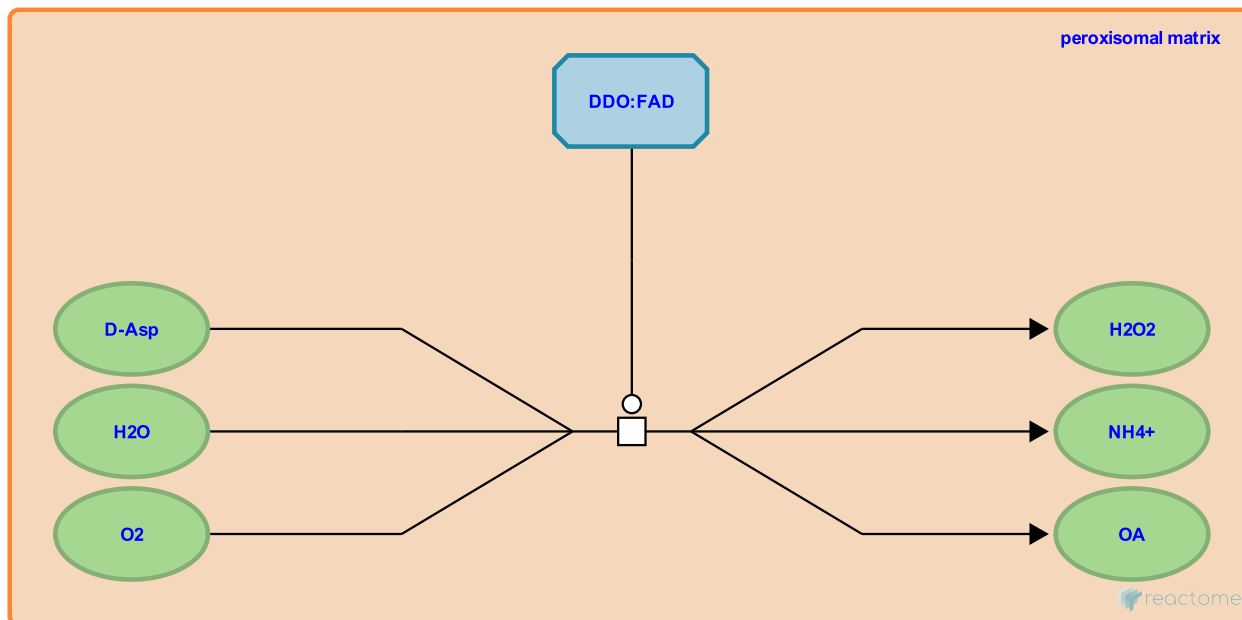 peroxisomal matrix
DDO:FAD
D-Asp
H2O2
H2O
NH4+
O2
OA
reactome